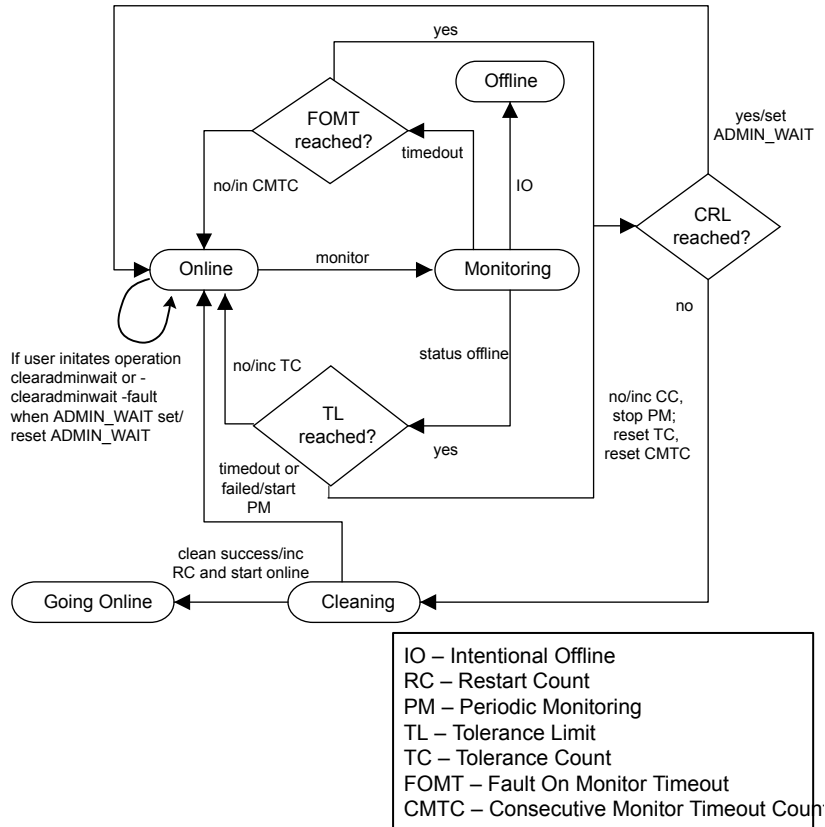 yes
Offline
FOMT
reached?
timedout
yes/set
ADMIN_WAIT
no/in CMTC
IO
CRL
reached?
Online
monitor
Monitoring
no
If user initates operation
clearadminwait or -
clearadminwait -fault
when ADMIN_WAIT set/
reset ADMIN_WAIT
no/inc TC
status offline
TL
reached?
yes
no/inc CC,
stop PM;
reset TC,
reset CMTC
timedout or
failed/start
PM
clean success/inc
RC and start online
Going Online
Cleaning
IO – Intentional Offline
RC – Restart Count
PM – Periodic Monitoring
TL – Tolerance Limit
TC – Tolerance Count
FOMT – Fault On Monitor Timeout
CMTC – Consecutive Monitor Timeout Count